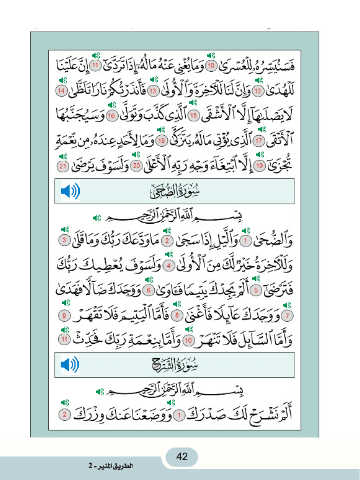 فَسَنُيَسِّرُهُۥ لِلْعُسْرَىٰ ١٠ وَمَا يُغْنِى عَنْهُ مَالُهُۥٓ إِذَا تَرَدَّىٰٓ ١١ إِنَّ عَلَيْنَا
لَلْهُدَىٰ ١٢ وَإِنَّ لَنَا لَلْءَاخِرَةَ وَٱلْأُولَىٰ ١٣ فَأَنذَرْتُكُمْ نَارًا تَلَظَّىٰ ١٤
لَا يَصْلَىٰهَآ إِلَّا ٱلْأَشْقَى ١٥ ٱلَّذِى كَذَّبَ وَتَوَلَّىٰ ١٦ وَسَيُجَنَّبُهَا
ٱلْأَتْقَى ١٧ ٱلَّذِى يُؤْتِى مَالَهُۥ يَتَزَكَّىٰ ١٨ وَمَا لِأَحَدٍ عِندَهُۥ مِن نِّعْمَةٍ
تُجْزَىٰٓ ١٩ إِلَّا ٱبْتِغَآءَ وَجْهِ رَبِّهِ ٱلْأَعْلَىٰ ٢٠ وَلَسَوْفَ يَرْضَىٰ ٢١
سُورَةُ الضُّحَى
بِسْمِ ٱللَّهِ ٱلرَّحْمَٰنِ ٱلرَّحِيمِ
وَٱلضُّحَىٰ ١ وَٱلَّيْلِ إِذَا سَجَىٰ ٢ مَا وَدَّعَكَ رَبُّكَ وَمَا قَلَىٰ ٣
وَلَلْءَاخِرَةُ خَيْرٌ لَّكَ مِنَ ٱلْأُولَىٰ ٤ وَلَسَوْفَ يُعْطِيكَ رَبُّكَ
فَتَرْضَىٰٓ ٥ أَلَمْ يَجِدْكَ يَتِيمًا فَـَٔاوَىٰ ٦ وَوَجَدَكَ ضَآلًّا فَهَدَىٰ
٧ وَوَجَدَكَ عَآئِلًا فَأَغْنَىٰ ٨ فَأَمَّا ٱلْيَتِيمَ فَلَا تَقْهَرْ ٩
وَأَمَّا ٱلسَّآئِلَ فَلَا تَنْهَرْ ١٠ وَأَمَّا بِنِعْمَةِ رَبِّكَ فَحَدِّثْ ١١
سُورَةُ الشَّرْحِ
بِسْمِ ٱللَّهِ ٱلرَّحْمَٰنِ ٱلرَّحِيمِ
أَلَمْ نَشْرَحْ لَكَ صَدْرَكَ ١ وَوَضَعْنَا عَنكَ وِزْرَكَ ٢
42
الطريق المنير - 2